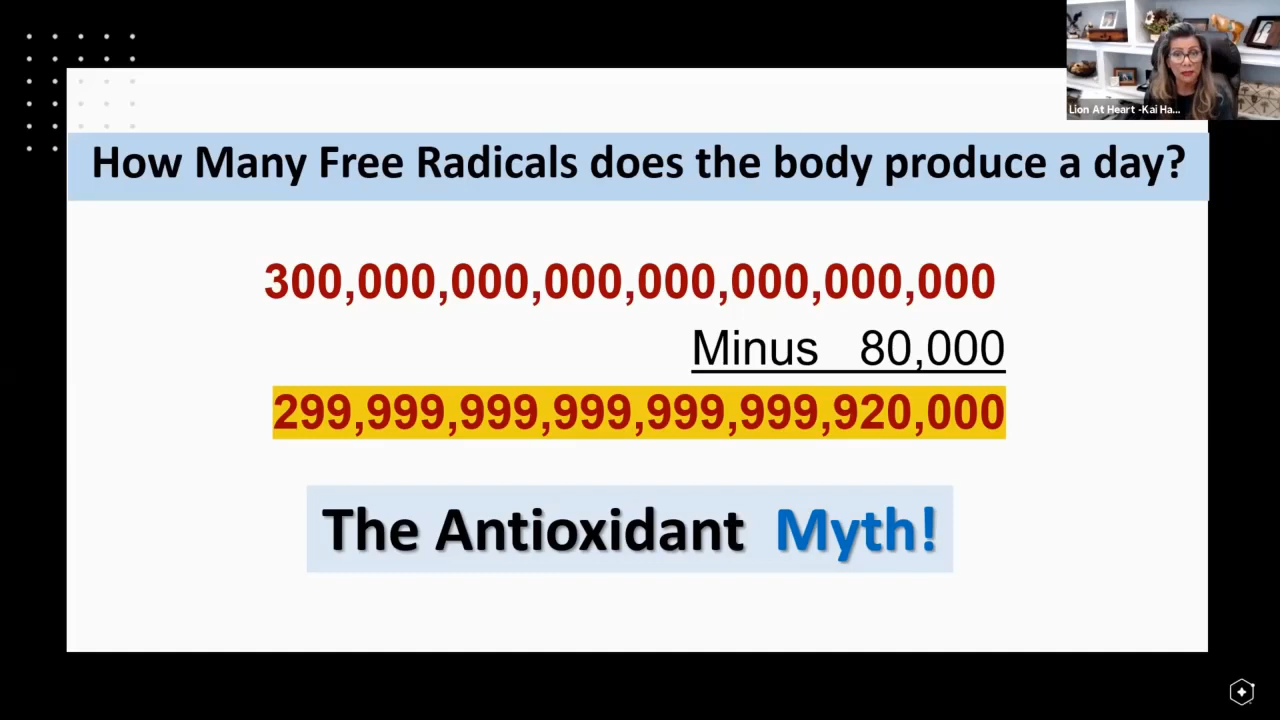 Lion At Heart -Kai Ha...
How Many Free Radicals does the body produce a day?
300,000,000,000,000,000,000,000
Minus 80,000
299,999,999,999,999,999,920,000
The Antioxidant Myth!